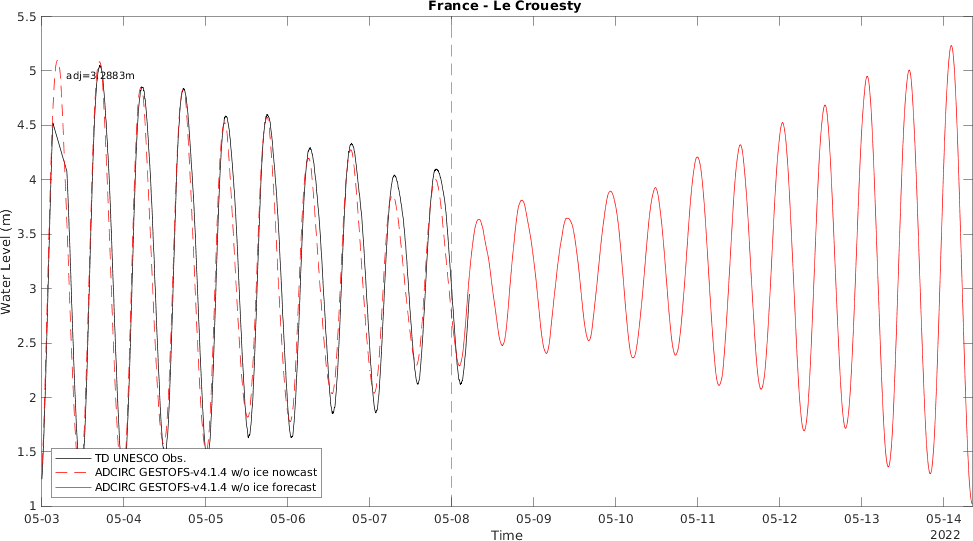 France - Le Crouesty
5.5
5
4.5
4
3.5
3
2.5
2
1.5
1
Water Level (m)
adj=3.2883m
TD UNESCO Obs.
ADCIRC GESTOFS-v4.1.4 w/o ice nowcast
ADCIRC GESTOFS-v4.1.4 w/o ice forecast
05-03 05-04 05-05 05-06 05-07 05-08 05-09 05-10 05-11 05-12 05-13 05-14
2022
Time